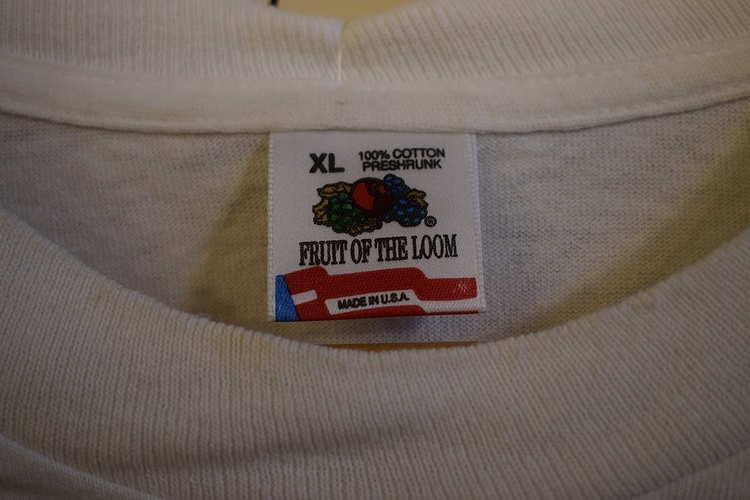 XL 100% COTTON
PRESHRUNK
®
FRUIT OF THE LOOM
MADE IN U.S.A.